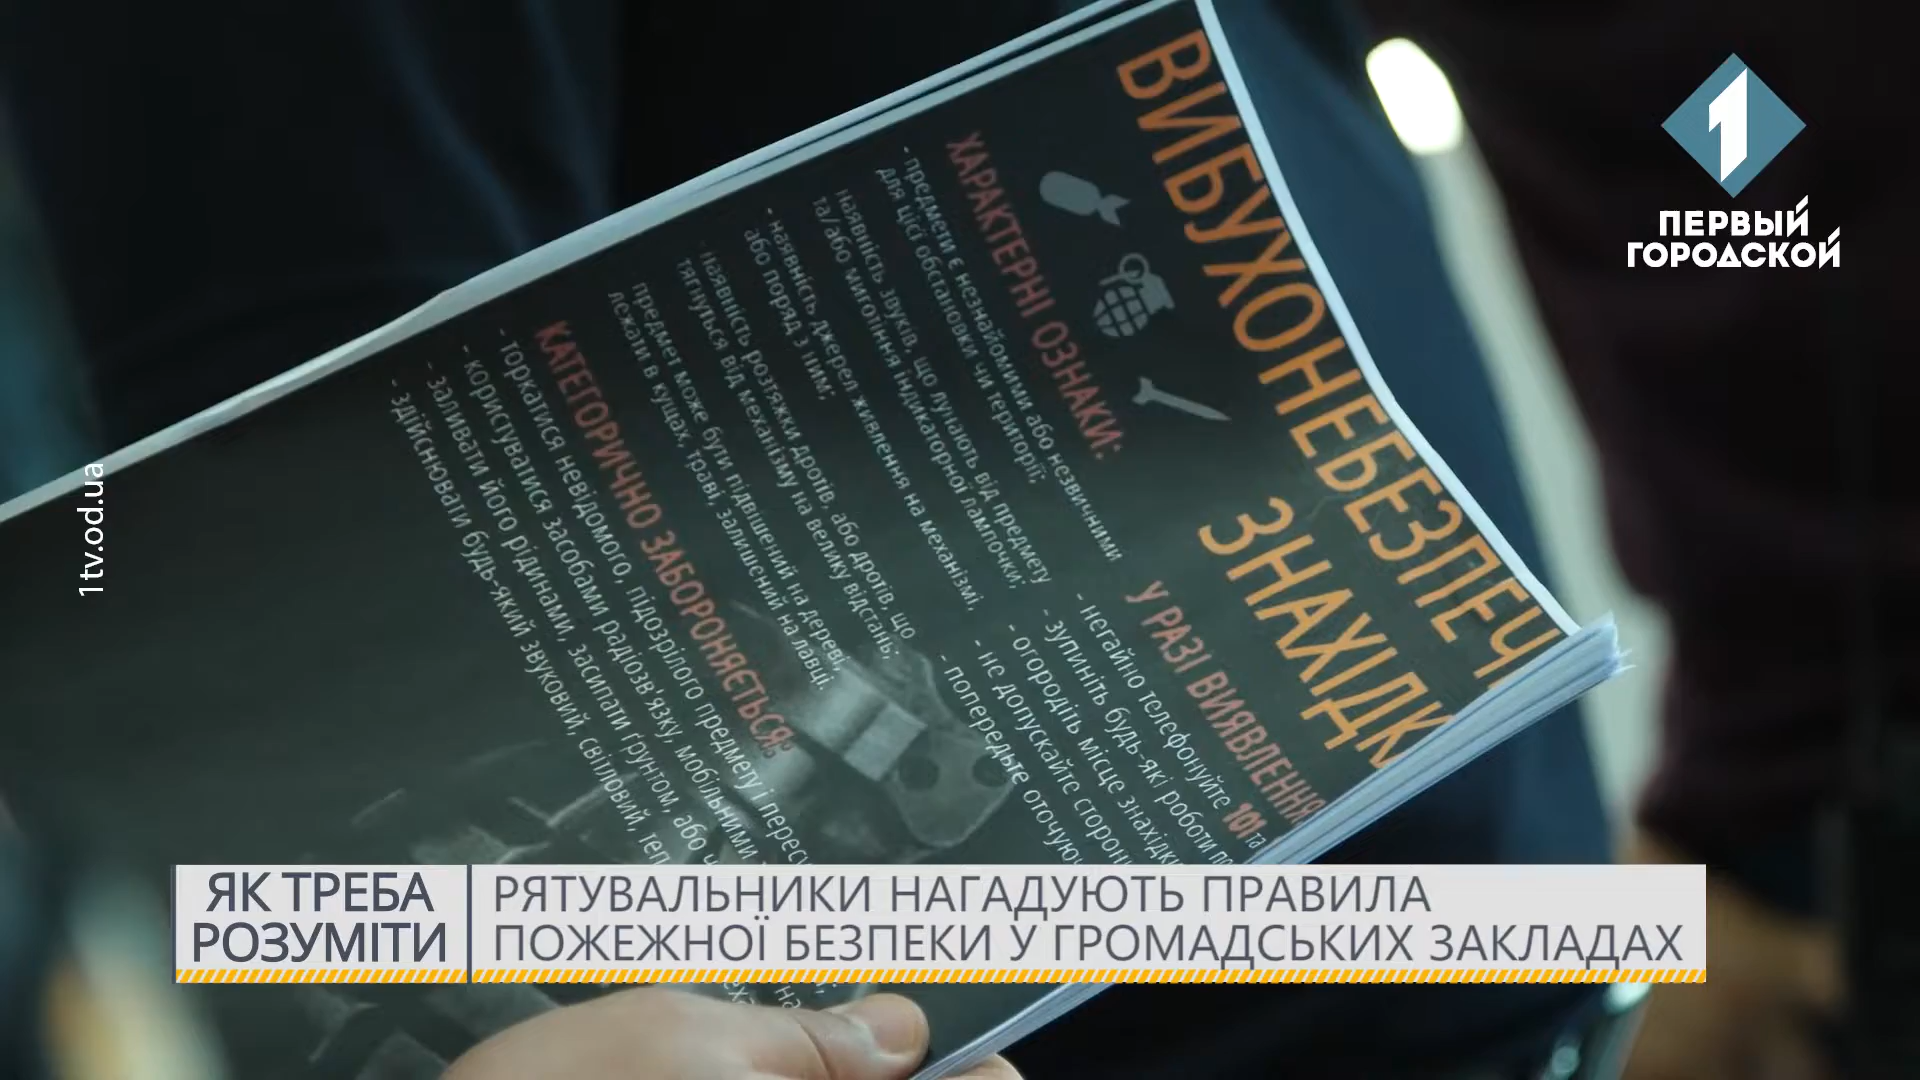 ПЕРВЫЙ
ГОРОДСКОЙ
1tv.od.ua
ВИБУХОНЕБЕЗПЕЧ
ЗНАХІДК
ХАРАКТЕРНІ ОЗНАКИ:
- предмети є незнайомими або незвичними
для цієї обстановки чи території;
наявність звуків, що лунають від предмету
та/або миготіння індикаторної лампочки;
- наявність джерел живлення на механізмі,
або поряд з ним;
- наявність розтяжки дротів, або дротів, що
тягнуться від механізму на велику відстань;
предмет може бути підвішений на дереві,
лежати в кущах, траві, залишений на лавці.
КАТЕГОРИЧНО ЗАБОРОНЯЄТЬСЯ:
- торкатися невідомого, підозрілого предмету і пересу
- користуватися засобами радіозв'язку, мобільними
- заливати його рідинами, засипати ґрунтом, або ч
- здійснювати будь-який звуковий, світловий, теп
У РАЗІ ВИЯВЛЕННЯ
- негайно телефонуйте 101 та
- зупиніть будь-які роботи по
- огородіть місце знахідки
- не допускайте сторон
- попередьте оточую
ЯК ТРЕБА
РОЗУМІТИ
РЯТУВАЛЬНИКИ НАГАДУЮТЬ ПРАВИЛА
ПОЖЕЖНОЇ БЕЗПЕКИ У ГРОМАДСЬКИХ ЗАКЛАДАХ